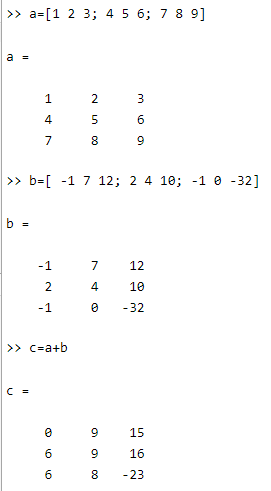 >> a=[1 2 3; 4 5 6; 7 8 9]
a =
1 2 3
4 5 6
7 8 9
>> b=[ -1 7 12; 2 4 10; -1 0 -32]
b =
-1 7 12
2 4 10
-1 0 -32
>> c=a+b
c =
0 9 15
6 9 16
6 8 -23